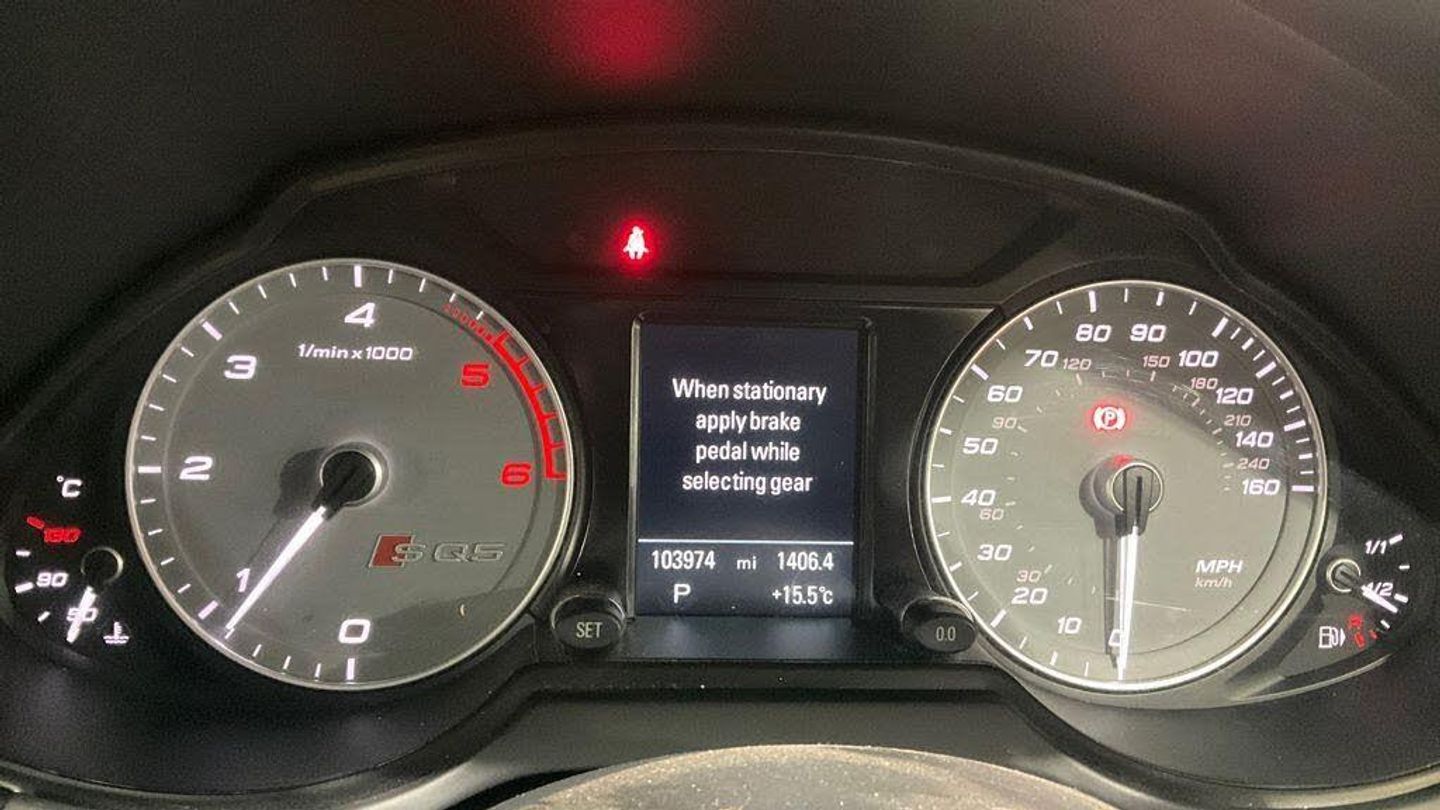 4
1/min x 1000
3
5
2
6
SQ5
1
0
°C
130
90
50
When stationary
apply brake
pedal while
selecting gear
103974 mi 1406.4
P +15.5°c
SET
0.0
80 90
70 120 150 100
180
60 120
90 210
(P)
50 140
240
40 160
60
30 MPH
30 km/h
20
10
0
1/1
1/2
R